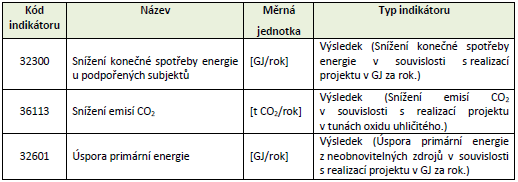 Kód indikátoru | Název | Měrná jednotka | Typ indikátoru
32300 | Snížení konečné spotřeby energie u podpořených subjektů | [GJ/rok] | Výsledek (Snížení konečné spotřeby energie v souvislosti s realizací projektu v GJ za rok.)
36113 | Snížení emisí CO₂ | [t CO₂/rok] | Výsledek (Snížení emisí CO₂ v souvislosti s realizací projektu v tunách oxidu uhličitého.)
32601 | Úspora primární energie | [GJ/rok] | Výsledek (Úspora primární energie z neobnovitelných zdrojů v souvislosti s realizací projektu v GJ za rok.)